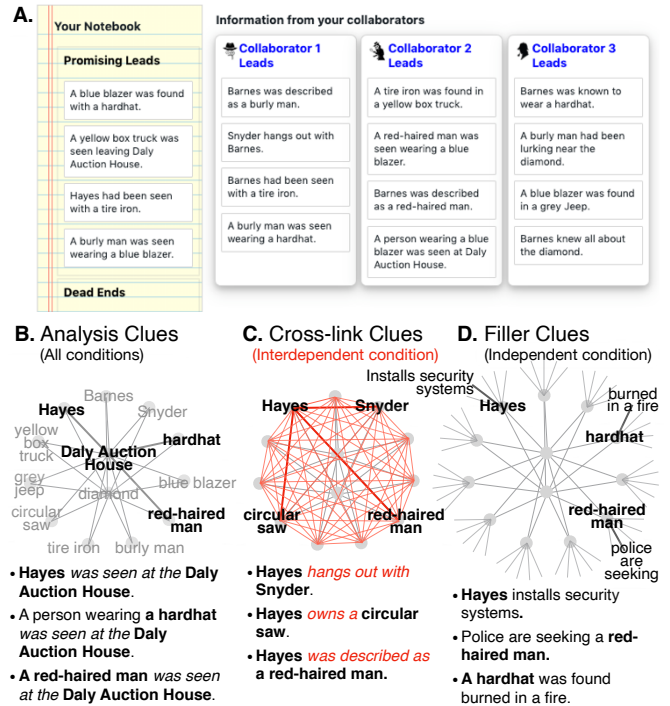 A.
Your Notebook
Promising Leads
A blue blazer was found
with a hardhat.
A yellow box truck was
seen leaving Daly
Auction House.
Hayes had been seen
with a tire iron.
A burly man was seen
wearing a blue blazer.
Dead Ends
Information from your collaborators
Collaborator 1
Leads
Barnes was described
as a burly man.
Snyder hangs out with
Barnes.
Barnes had been seen
with a tire iron.
A burly man was seen
wearing a hardhat.
Collaborator 2
Leads
A tire iron was found in
a yellow box truck.
A red-haired man was
seen wearing a blue
blazer.
Barnes was described
as a red-haired man.
A person wearing a blue
blazer was seen at Daly
Auction House.
Collaborator 3
Leads
Barnes was known to
wear a hardhat.
A burly man had been
lurking near the
diamond.
A blue blazer was found
in a grey Jeep.
Barnes knew all about
the diamond.
B. Analysis Clues
(All conditions)
Barnes
Hayes
Snyder
yellow
box
truck
hardhat
Daly Auction
House
grey
jeep
diamond
blue blazer
circular
saw
red-haired
man
tire iron
burly man
• Hayes was seen at the Daly
Auction House.
• A person wearing a hardhat
was seen at the Daly
Auction House.
• A red-haired man was seen
at the Daly Auction House.
C. Cross-link Clues
(Interdependent condition)
Hayes
Snyder
circular
saw
red-haired
man
• Hayes hangs out with
Snyder.
• Hayes owns a circular
saw.
• Hayes was described as
a red-haired man.
D. Filler Clues
(Independent condition)
Installs security
systems
Hayes
burned
in a fire
hardhat
red-haired
man
police
are
seeking
• Hayes installs security
systems.
• Police are seeking a red-
haired man.
• A hardhat was found
burned in a fire.